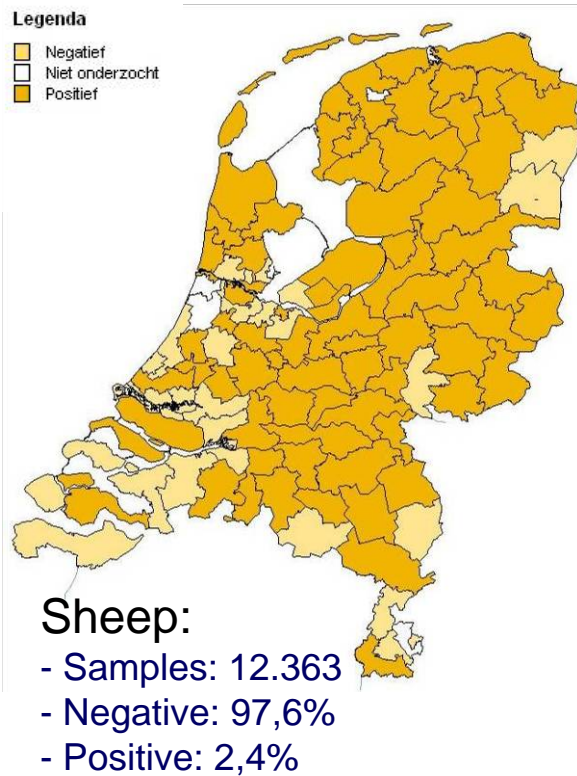 Legenda
Negatief
Niet onderzocht
Positief
Sheep:
- Samples: 12.363
- Negative: 97,6%
- Positive: 2,4%